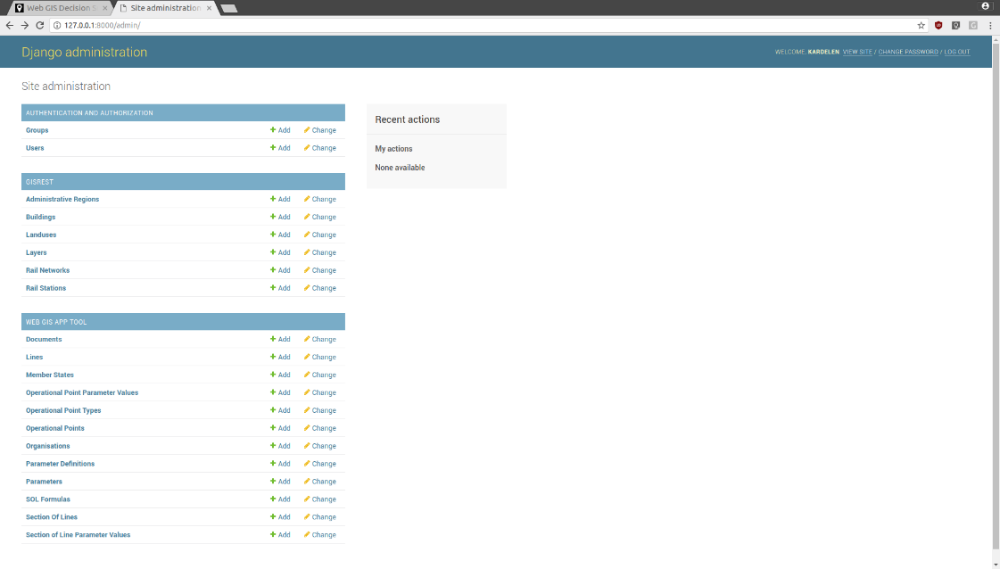 Web GIS Decision S
Site administration
127.0.0.1:8000/admin/
Django administration
WELCOME, KARDELEN. VIEW SITE / CHANGE PASSWORD / LOG OUT
Site administration
AUTHENTICATION AND AUTHORIZATION
Groups Add Change
Users Add Change
GISREST
Administrative Regions Add Change
Buildings Add Change
Landuses Add Change
Layers Add Change
Rail Networks Add Change
Rail Stations Add Change
WEB GIS APP TOOL
Documents Add Change
Lines Add Change
Member States Add Change
Operational Point Parameter Values Add Change
Operational Point Types Add Change
Operational Points Add Change
Organisations Add Change
Parameter Definitions Add Change
Parameters Add Change
SOL Formulas Add Change
Section Of Lines Add Change
Section of Line Parameter Values Add Change
Recent actions
My actions
None available